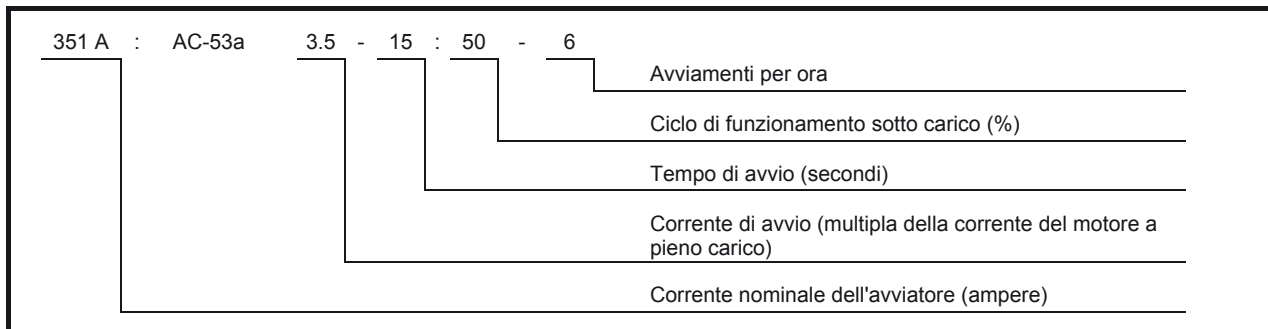 351 A : AC-53a 3.5 - 15 : 50 - 6
Avviamenti per ora
Ciclo di funzionamento sotto carico (%)
Tempo di avvio (secondi)
Corrente di avvio (multipla della corrente del motore a
pieno carico)
Corrente nominale dell'avviatore (ampere)